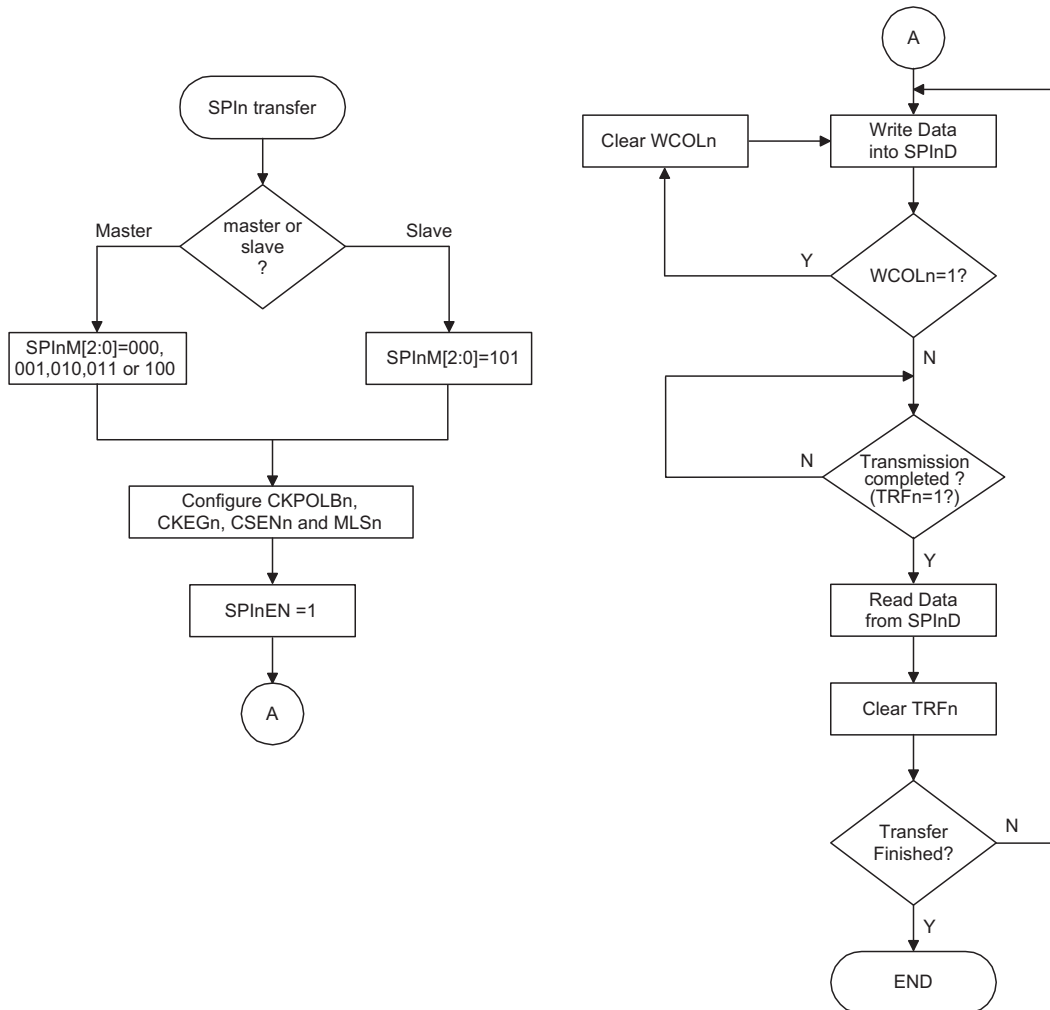 SPIn transfer
master or
slave
?
Master
Slave
SPInM[2:0]=000,
001,010,011 or 100
SPInM[2:0]=101
Configure CKPOLBn,
CKEGn, CSENn and MLSn
SPInEN =1
A
A
Write Data
into SPInD
Clear WCOLn
WCOLn=1?
Y
N
Transmission
completed ?
(TRFn=1?)
N
Y
Read Data
from SPInD
Clear TRFn
Transfer
Finished?
N
Y
END